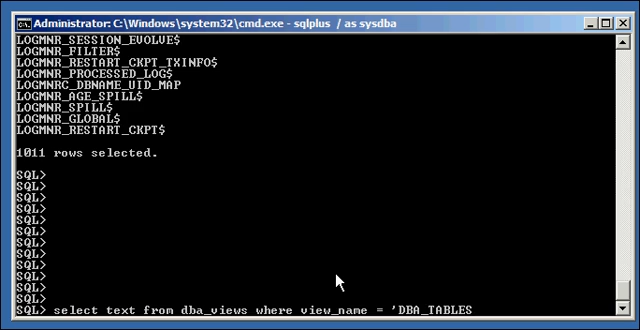 Administrator: C:\Windows\system32\cmd.exe - sqlplus / as sysdba
LOGMNR_SESSION_EVOLVE$
LOGMNR_FILTER$
LOGMNR_RESTART_CKPT_TXINFO$
LOGMNR_PROCESSED_LOG$
LOGMNRC_DBNAME_UID_MAP
LOGMNR_AGE_SPILL$
LOGMNR_SPILL$
LOGMNR_GLOBAL$
LOGMNR_RESTART_CKPT$
1011 rows selected.
SQL>
SQL>
SQL>
SQL>
SQL>
SQL>
SQL>
SQL>
SQL>
SQL>
SQL>
SQL>
SQL> select text from dba_views where view_name = 'DBA_TABLES